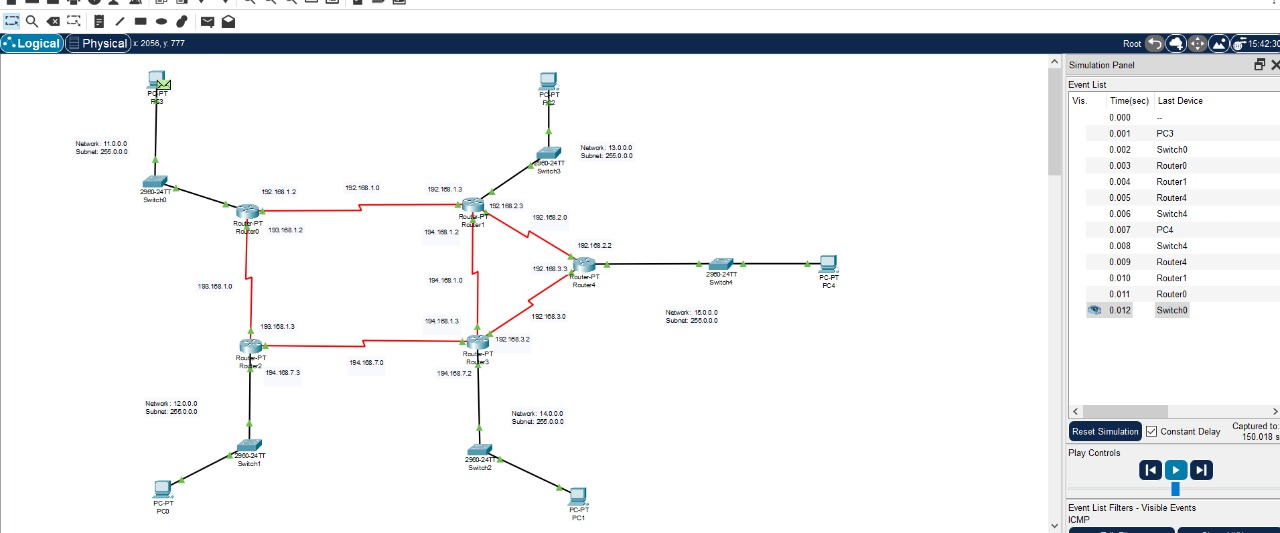 Logical Physical x: 2056, y: 777 Root 15:42:30
Simulation Panel
Event List
Vis. Time(sec) Last Device
0.000 --
0.001 PC3
0.002 Switch0
0.003 Router0
0.004 Router1
0.005 Router4
0.006 Switch4
0.007 PC4
0.008 Switch4
0.009 Router4
0.010 Router1
0.011 Router0
0.012 Switch0
Reset Simulation Constant Delay Captured to:
150.018 s
Play Controls
Event List Filters - Visible Events
ICMP
PC-PT
PC3
PC-PT
PC2
Network: 11.0.0.0
Subnet: 255.0.0.0
Network: 13.0.0.0
Subnet: 255.0.0.0
2960-24TT
Switch3
2960-24TT
Switch0
192.168.1.2
192.168.1.0
192.168.1.3
192.168.2.3
Router-PT
Router0
193.168.1.2
Router-PT
Router1
194.168.1.2
192.168.2.0
192.168.2.2
192.168.3.3
Router-PT
Router4
2960-24TT
Switch4
PC-PT
PC4
193.168.1.0
194.168.1.0
192.168.3.0
Subnet: 255.0.0.0
193.168.1.3
194.168.1.3
192.168.3.2
Router-PT
Router2
Router-PT
Router3
194.168.7.3
194.168.7.0
194.168.7.2
Network: 12.0.0.0
Subnet: 255.0.0.0
Network: 14.0.0.0
Subnet: 255.0.0.0
2960-24TT
Switch1
2960-24TT
Switch2
PC-PT
PC0
PC-PT
PC1